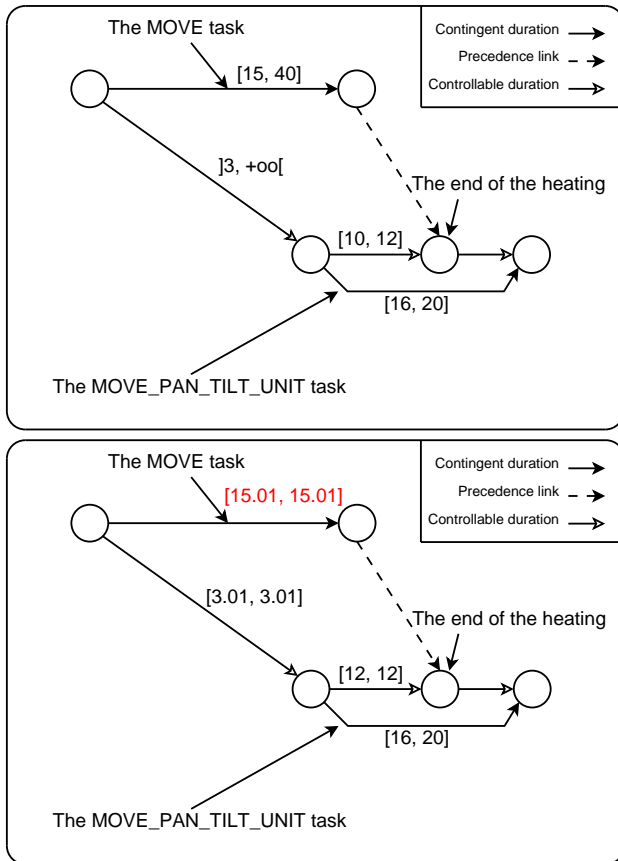 The MOVE task
Contingent duration
Precedence link
Controllable duration
[15, 40]
]3, +oo[
The end of the heating
[10, 12]
[16, 20]
The MOVE_PAN_TILT_UNIT task
The MOVE task
Contingent duration
Precedence link
Controllable duration
[15.01, 15.01]
[3.01, 3.01]
The end of the heating
[12, 12]
[16, 20]
The MOVE_PAN_TILT_UNIT task